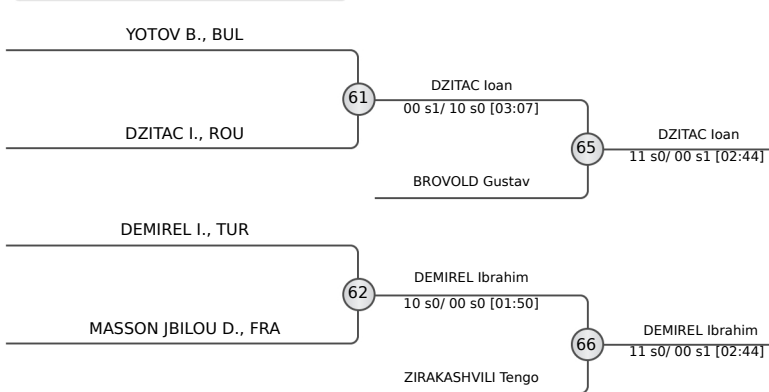 YOTOV B., BUL
61
DZITAC Ioan
00 s1/ 10 s0 [03:07]
DZITAC I., ROU
65
DZITAC Ioan
11 s0/ 00 s1 [02:44]
BROVOLD Gustav
DEMIREL I., TUR
62
DEMIREL Ibrahim
10 s0/ 00 s0 [01:50]
MASSON JBILOU D., FRA
66
DEMIREL Ibrahim
11 s0/ 00 s1 [02:44]
ZIRAKASHVILI Tengo